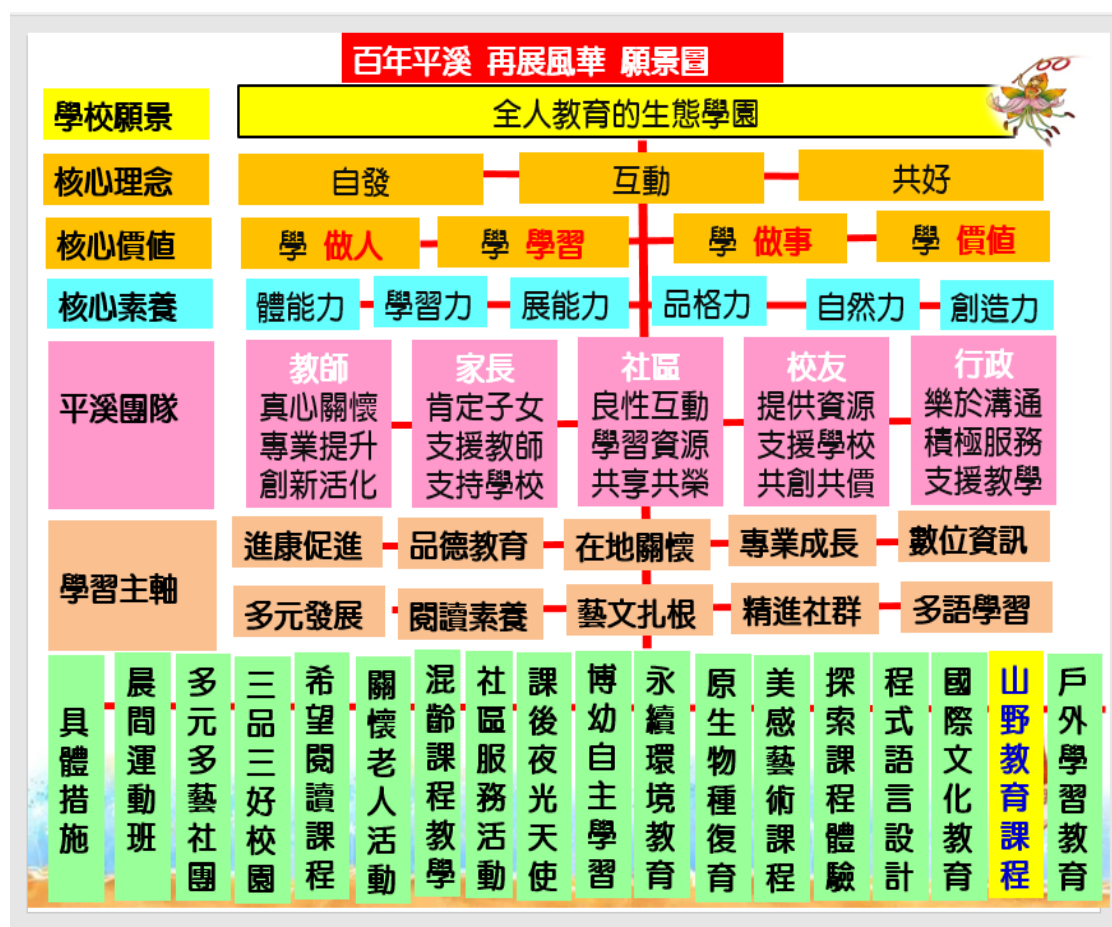 百年平溪 再展風華 願景圖
學校願景
全人教育的生態學園
核心理念
自發
互動
共好
核心價值
學 做人
學 學習
學 做事
學 價值
核心素養
體能力
學習力
展能力
品格力
自然力
創造力
平溪團隊
教師
真心關懷
專業提升
創新活化
家長
肯定子女
支援教師
支持學校
社區
良性互動
學習資源
共享共榮
校友
提供資源
支援學校
共創共價
行政
樂於溝通
積極服務
支援教學
學習主軸
進康促進
品德教育
在地關懷
專業成長
數位資訊
多元發展
閱讀素養
藝文扎根
精進社群
多語學習
具體措施
晨間運動班
多元多藝社團
三品三好校園
希望閱讀課程
關懷老人活動
混齡課程教學
社區服務活動
課後夜光天使
博幼自主學習
永續環境教育
原生物種復育
美感藝術課程
探索課程體驗
程式語言設計
國際文化教育
山野教育課程
戶外學習教育